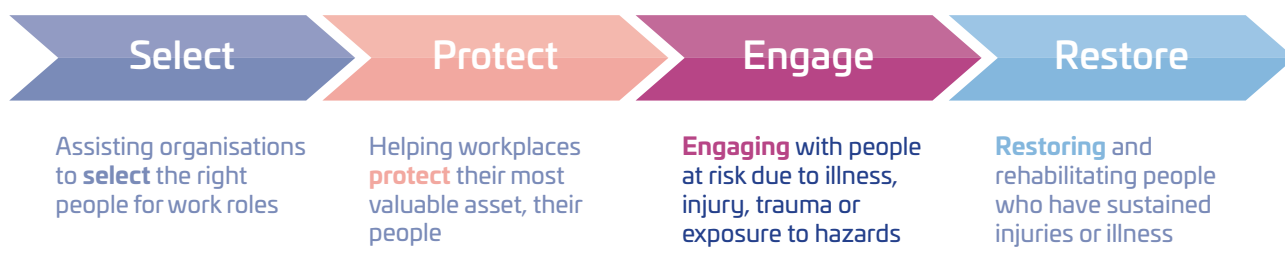 Select
Protect
Engage
Restore
Assisting organisations
to select the right
people for work roles
Helping workplaces
protect their most
valuable asset, their
people
Engaging with people
at risk due to illness,
injury, trauma or
exposure to hazards
Restoring and
rehabilitating people
who have sustained
injuries or illness